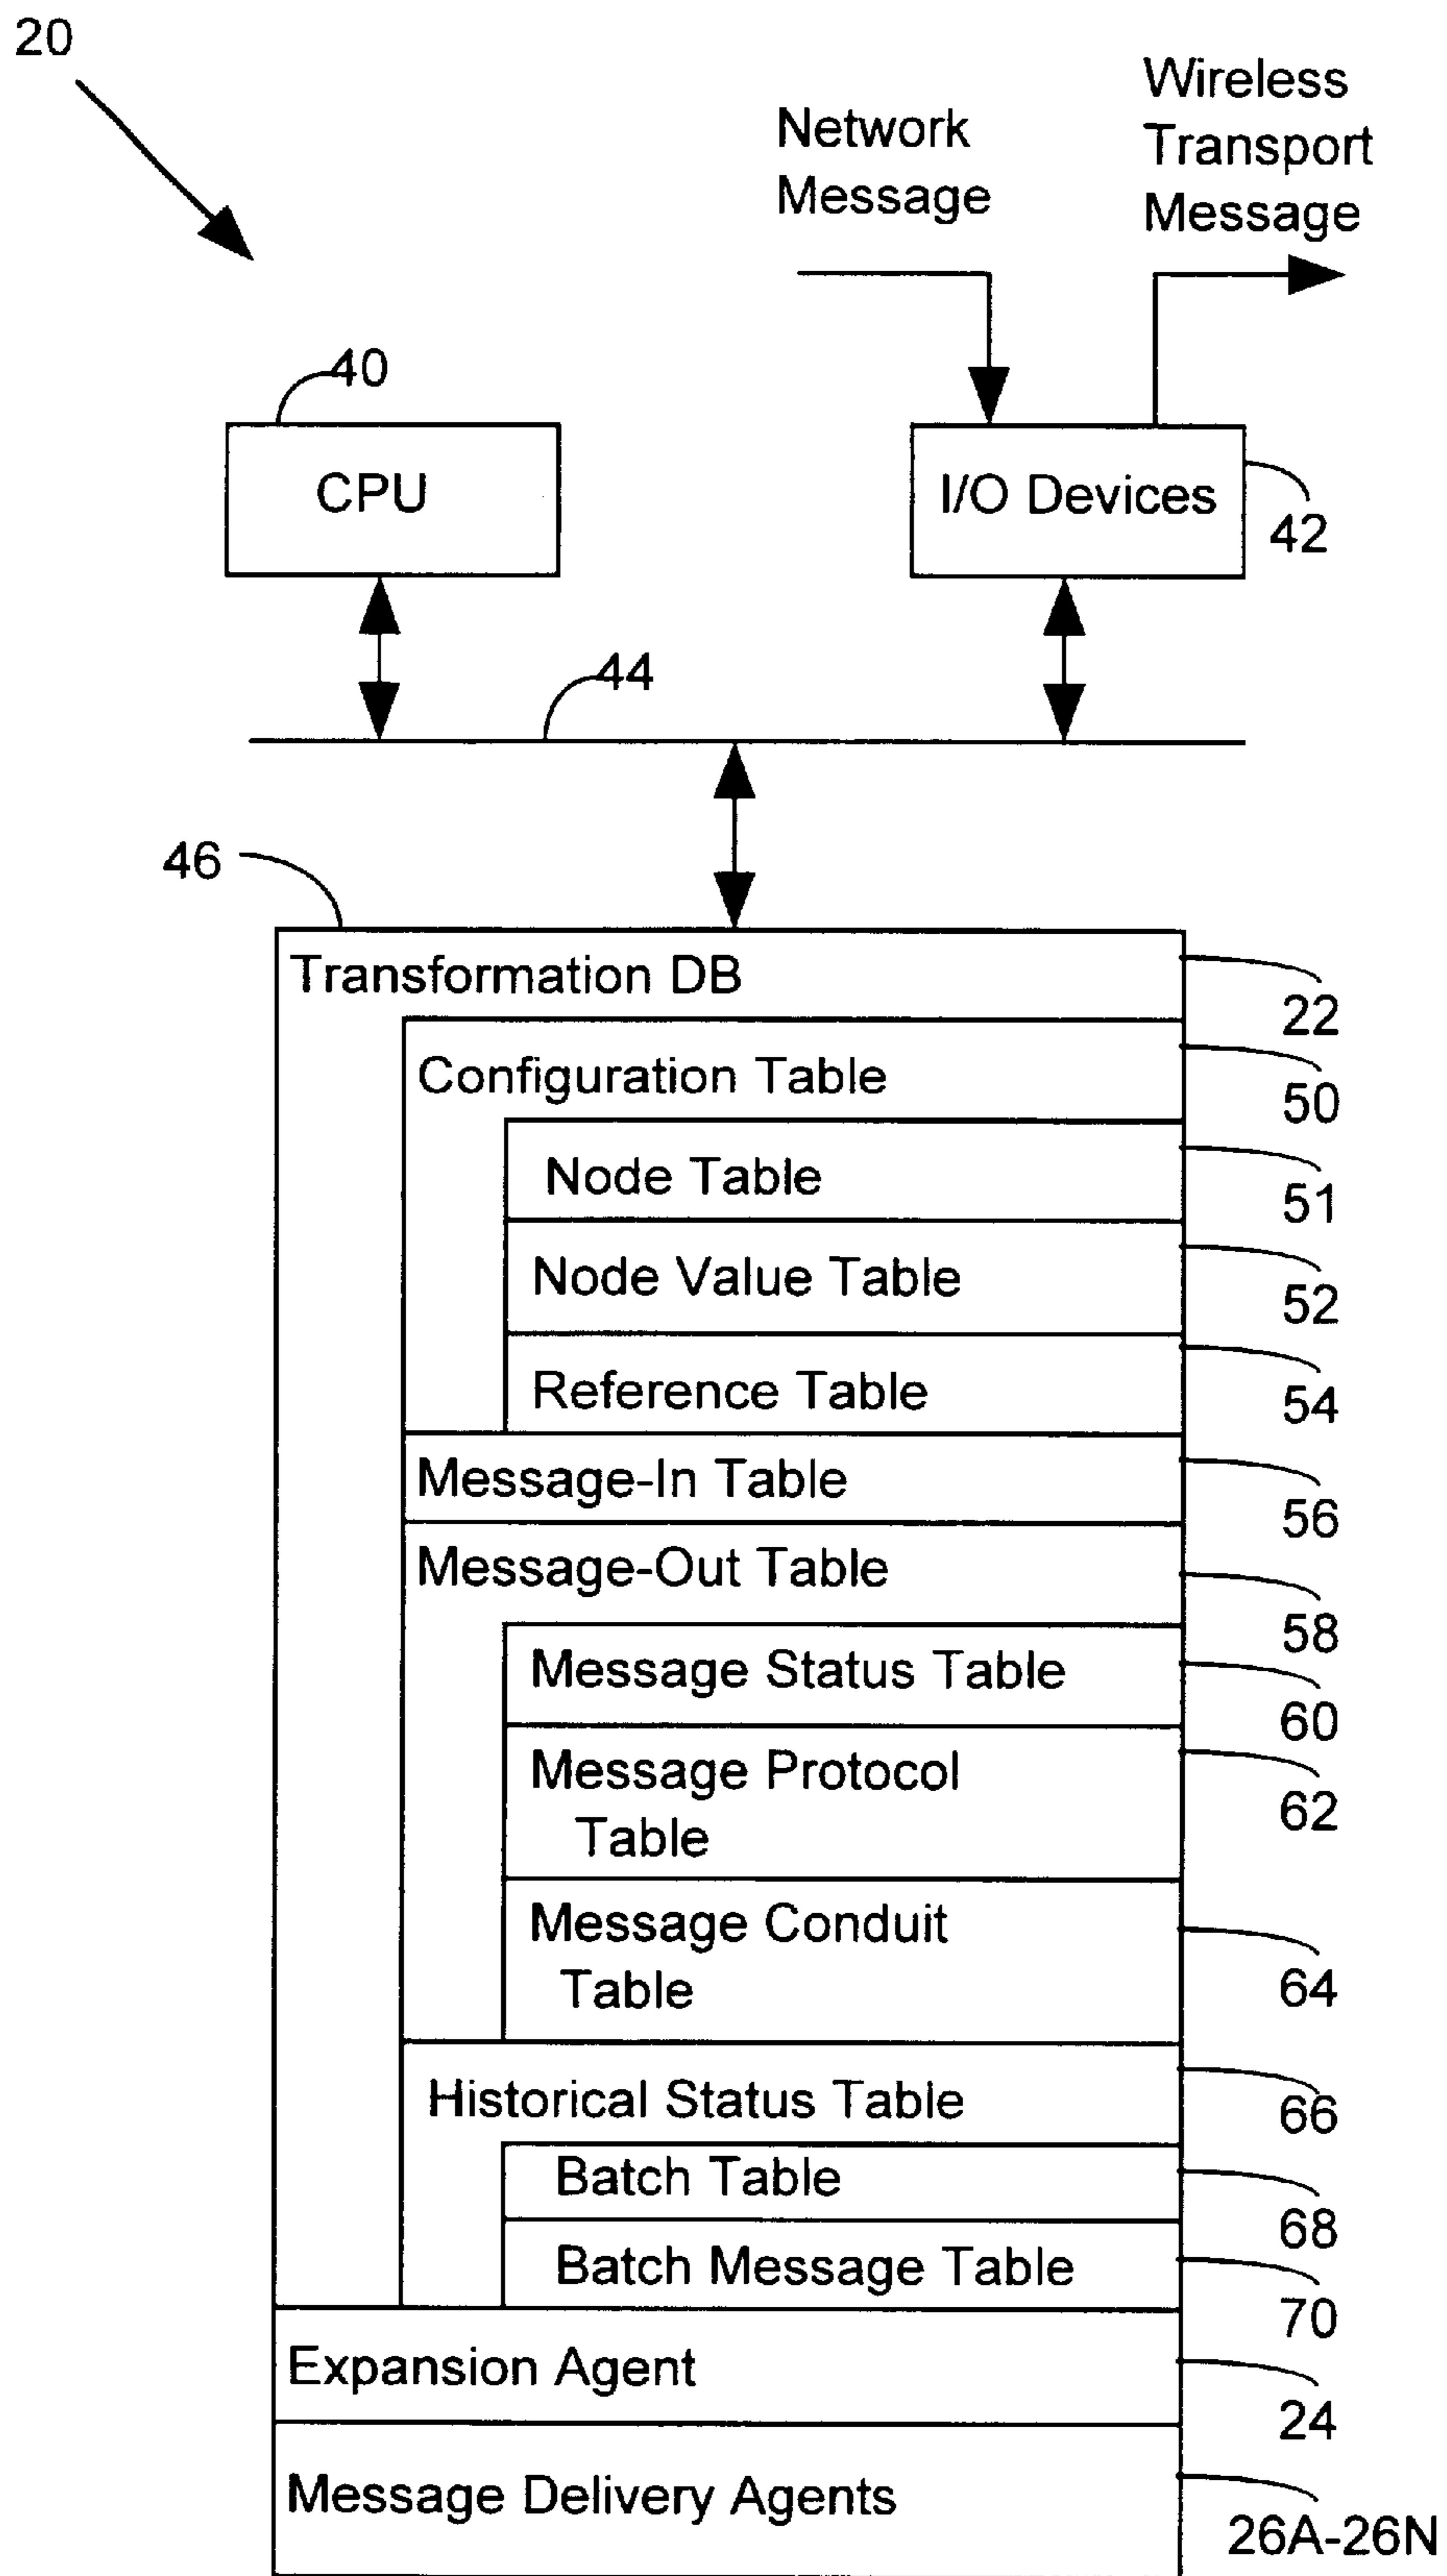 20
Network
Message
Wireless
Transport
Message
40
CPU
I/O Devices
42
44
46
Transformation DB
22
Configuration Table
50
Node Table
51
Node Value Table
52
Reference Table
54
Message-In Table
56
Message-Out Table
58
Message Status Table
60
Message Protocol
Table
62
Message Conduit
Table
64
Historical Status Table
66
Batch Table
68
Batch Message Table
70
Expansion Agent
24
Message Delivery Agents
26A-26N